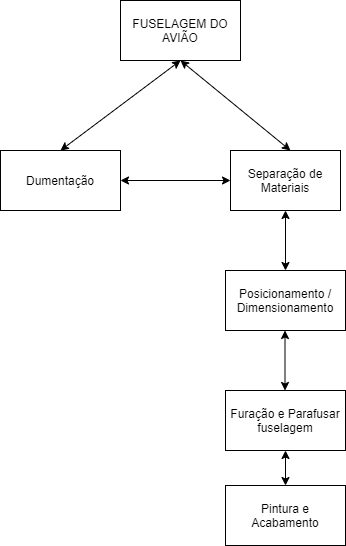 FUSELAGEM DO
AVIÃO
Dumentação
Separação de
Materiais
Posicionamento /
Dimensionamento
Furação e Parafusar
fuselagem
Pintura e
Acabamento